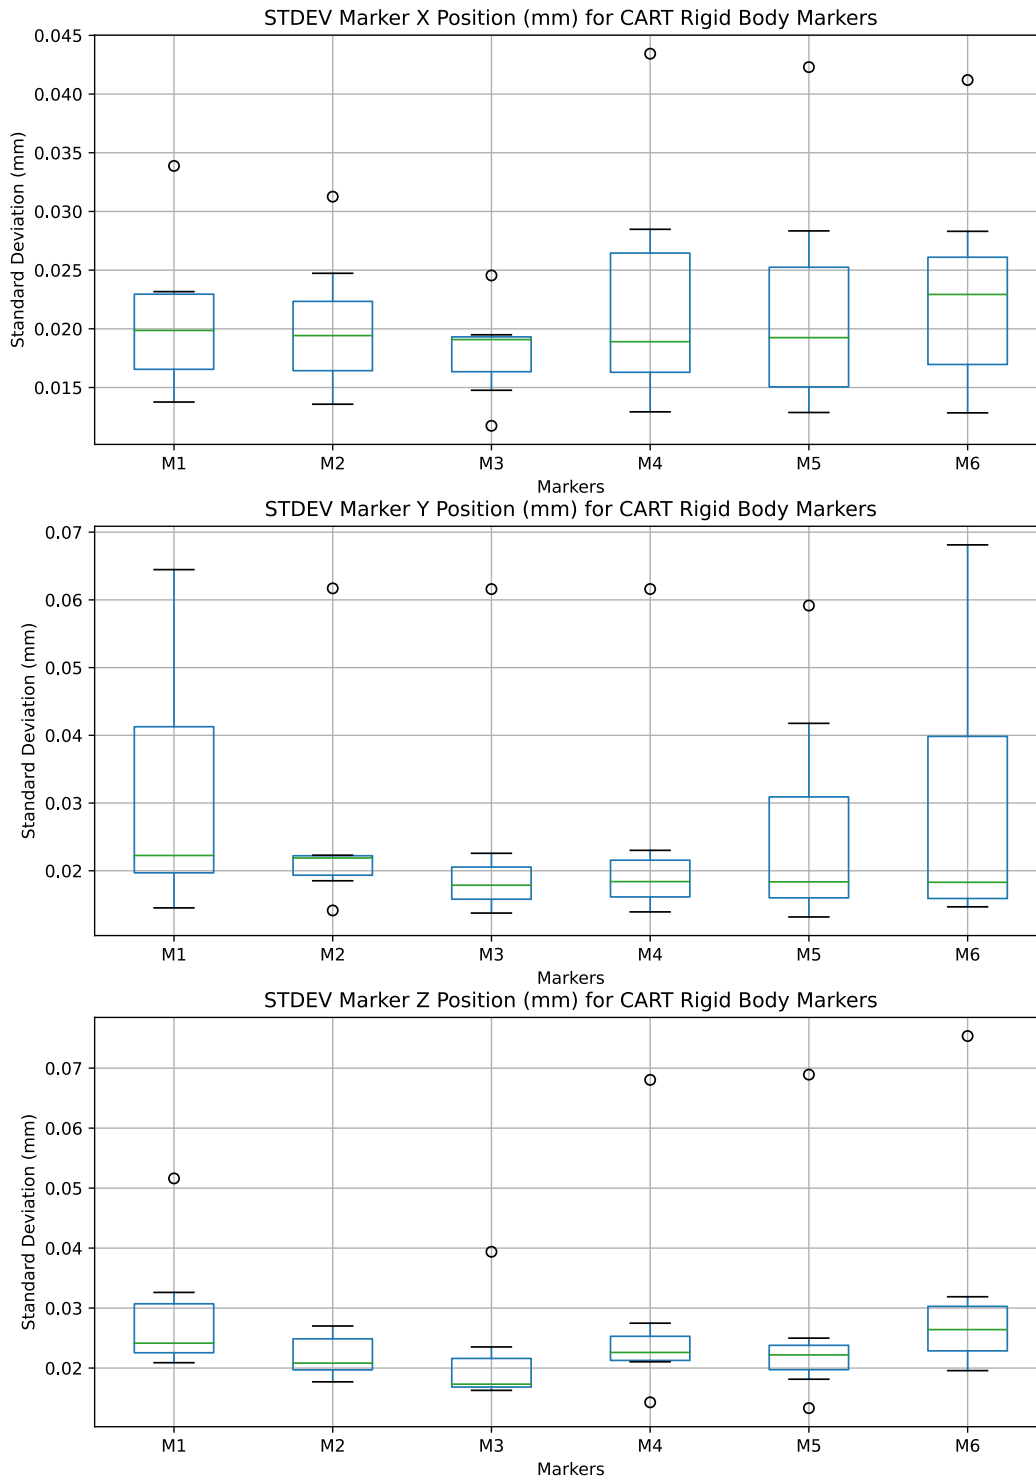 STDEV Marker X Position (mm) for CART Rigid Body Markers
Standard Deviation (mm)
0.045
0.040
0.035
0.030
0.025
0.020
0.015
M1 M2 M3 M4 M5 M6
Markers
STDEV Marker Y Position (mm) for CART Rigid Body Markers
Standard Deviation (mm)
0.07
0.06
0.05
0.04
0.03
0.02
M1 M2 M3 M4 M5 M6
Markers
STDEV Marker Z Position (mm) for CART Rigid Body Markers
Standard Deviation (mm)
0.07
0.06
0.05
0.04
0.03
0.02
M1 M2 M3 M4 M5 M6
Markers